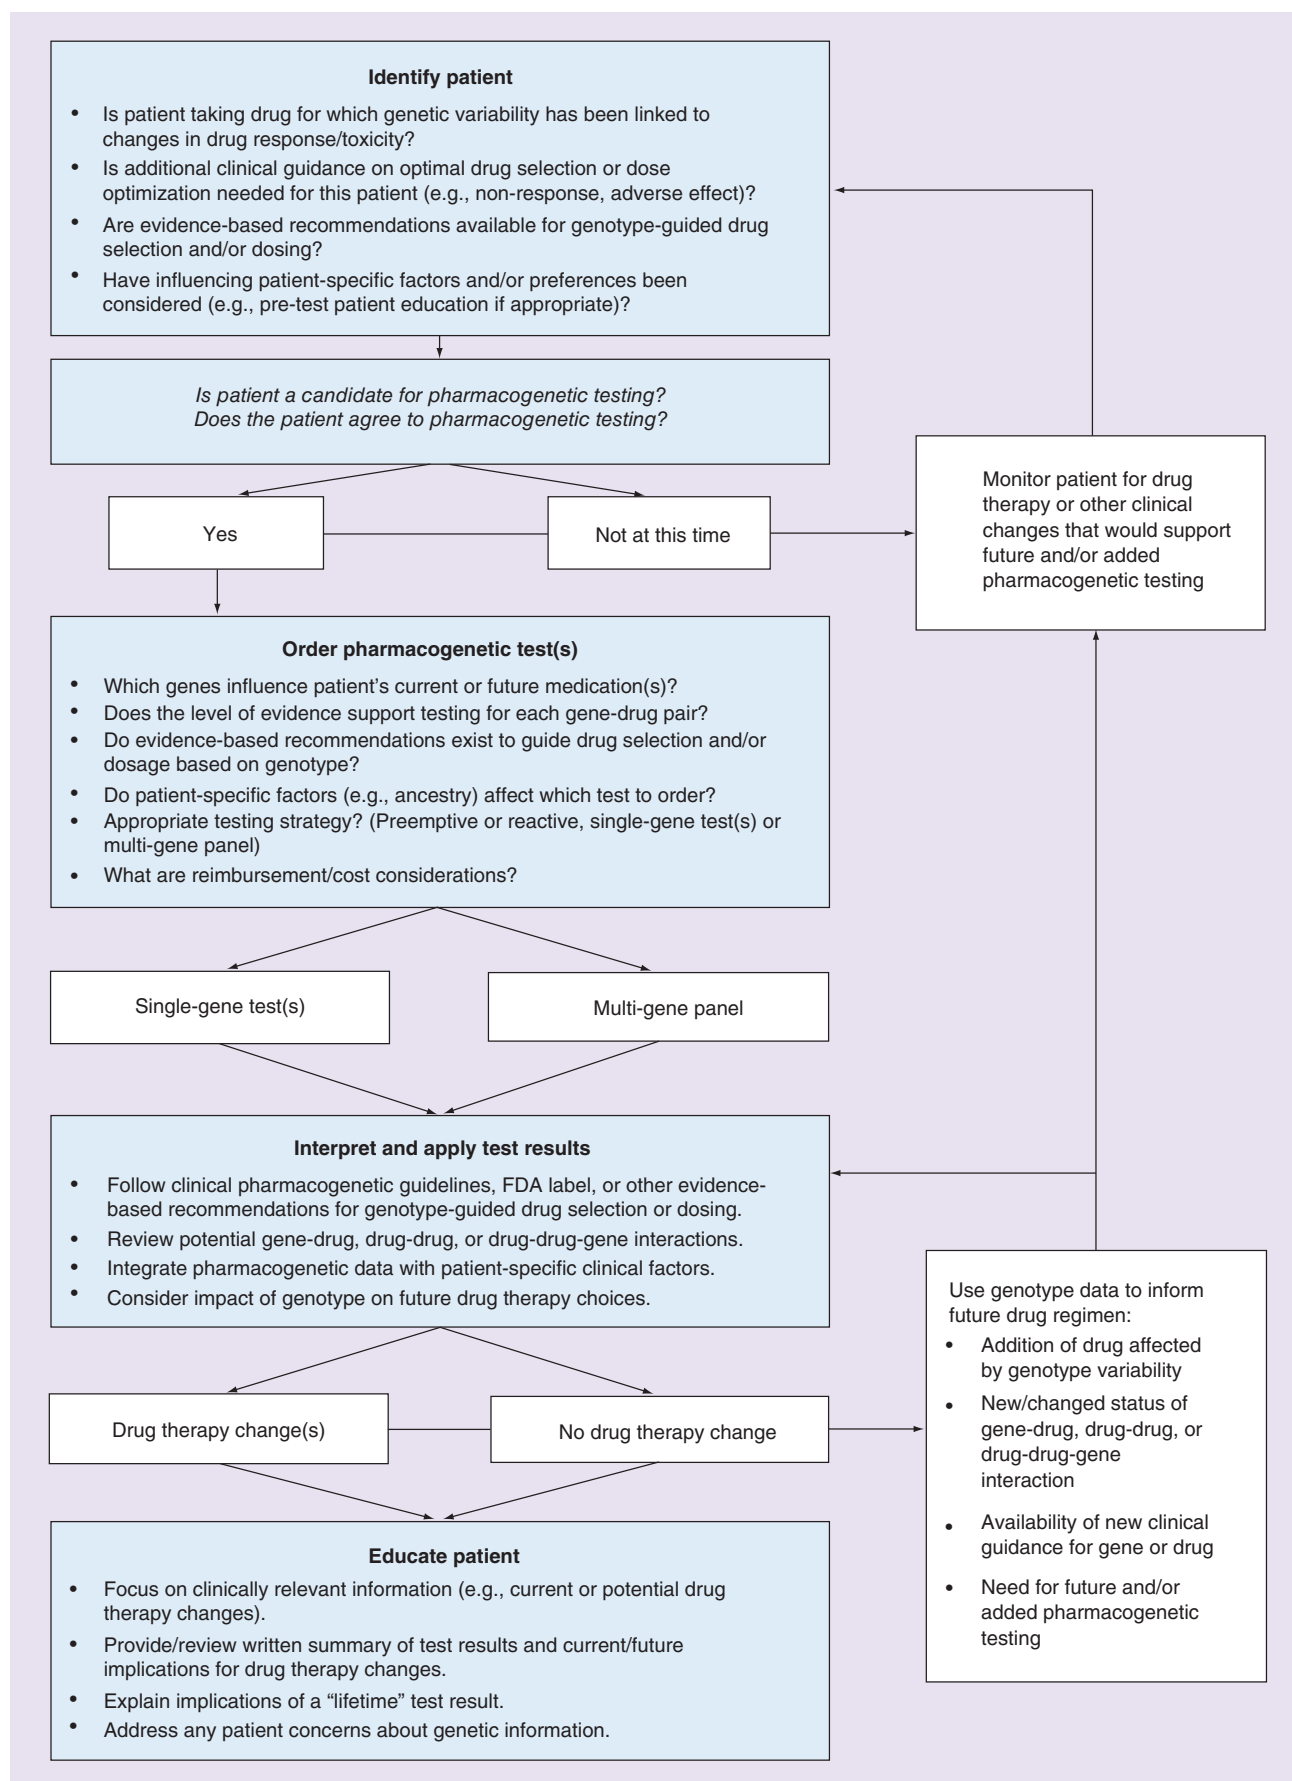 Identify patient
• Is patient taking drug for which genetic variability has been linked to
changes in drug response/toxicity?
• Is additional clinical guidance on optimal drug selection or dose
optimization needed for this patient (e.g., non-response, adverse effect)?
• Are evidence-based recommendations available for genotype-guided drug
selection and/or dosing?
• Have influencing patient-specific factors and/or preferences been
considered (e.g., pre-test patient education if appropriate)?
Is patient a candidate for pharmacogenetic testing?
Does the patient agree to pharmacogenetic testing?
Yes
Not at this time
Monitor patient for drug
therapy or other clinical
changes that would support
future and/or added
pharmacogenetic testing
Order pharmacogenetic test(s)
• Which genes influence patient's current or future medication(s)?
• Does the level of evidence support testing for each gene-drug pair?
• Do evidence-based recommendations exist to guide drug selection and/or
dosage based on genotype?
• Do patient-specific factors (e.g., ancestry) affect which test to order?
• Appropriate testing strategy? (Preemptive or reactive, single-gene test(s) or
multi-gene panel)
• What are reimbursement/cost considerations?
Single-gene test(s)
Multi-gene panel
Interpret and apply test results
• Follow clinical pharmacogenetic guidelines, FDA label, or other evidence-
based recommendations for genotype-guided drug selection or dosing.
• Review potential gene-drug, drug-drug, or drug-drug-gene interactions.
• Integrate pharmacogenetic data with patient-specific clinical factors.
• Consider impact of genotype on future drug therapy choices.
Drug therapy change(s)
No drug therapy change
Use genotype data to inform
future drug regimen:
• Addition of drug affected
by genotype variability
• New/changed status of
gene-drug, drug-drug, or
drug-drug-gene
interaction
• Availability of new clinical
guidance for gene or drug
• Need for future and/or
added pharmacogenetic
testing
Educate patient
• Focus on clinically relevant information (e.g., current or potential drug
therapy changes).
• Provide/review written summary of test results and current/future
implications for drug therapy changes.
• Explain implications of a “lifetime” test result.
• Address any patient concerns about genetic information.